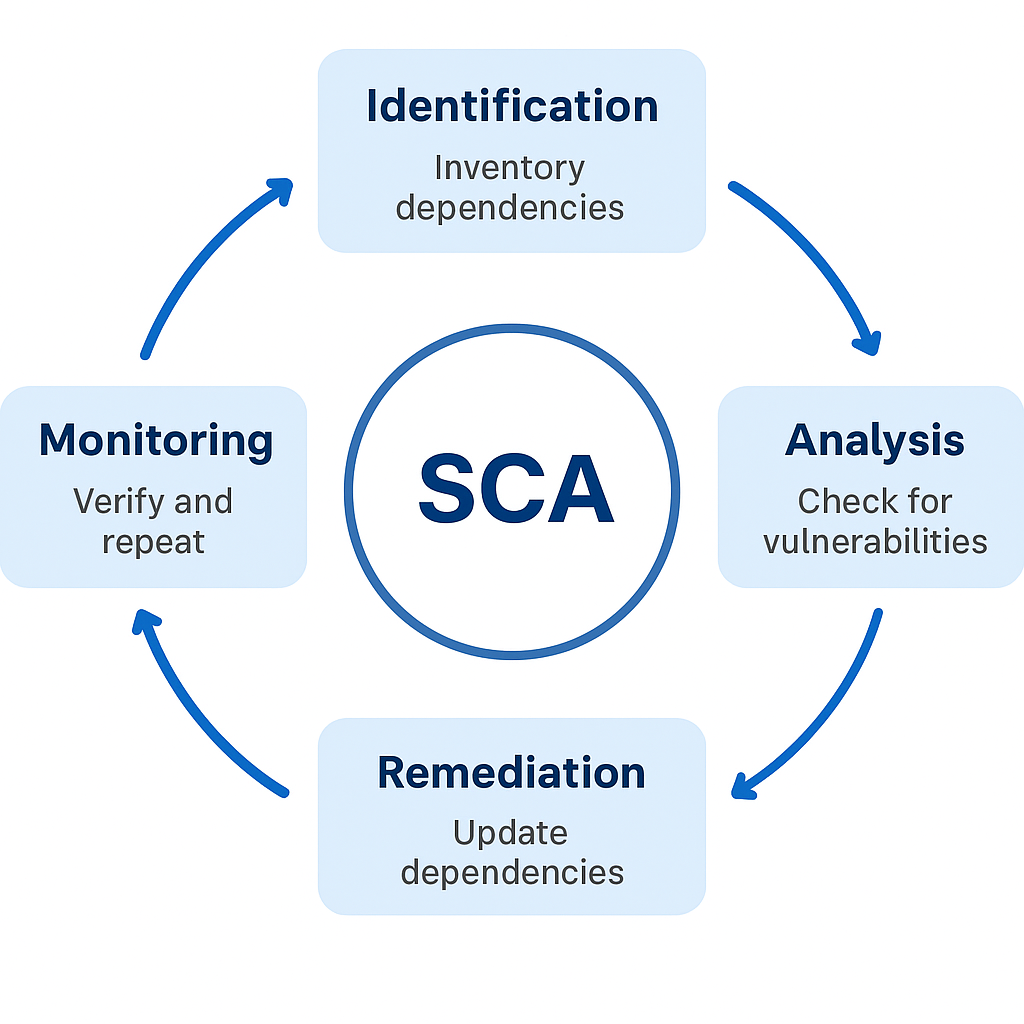 Identification
Inventory
dependencies
Monitoring
Verify and
repeat
SCA
Analysis
Check for
vulnerabilities
Remediation
Update
dependencies